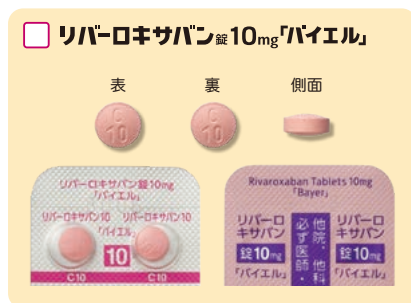 リバーロキサバン錠10mg「バイエル」
表 裏 側面
C
10
C
10
リバーロキサバン錠10mg
「バイエル」
リバーロキサバン10 リバーロキサバン10
「バイエル」
10
C10 C10
Rivaroxaban Tablets 10mg
「Bayer」
リバーロキサバン
錠10mg
「バイエル」
他院、他科
必ず医師・
リバーロキサバン
錠10mg
「バイエル」